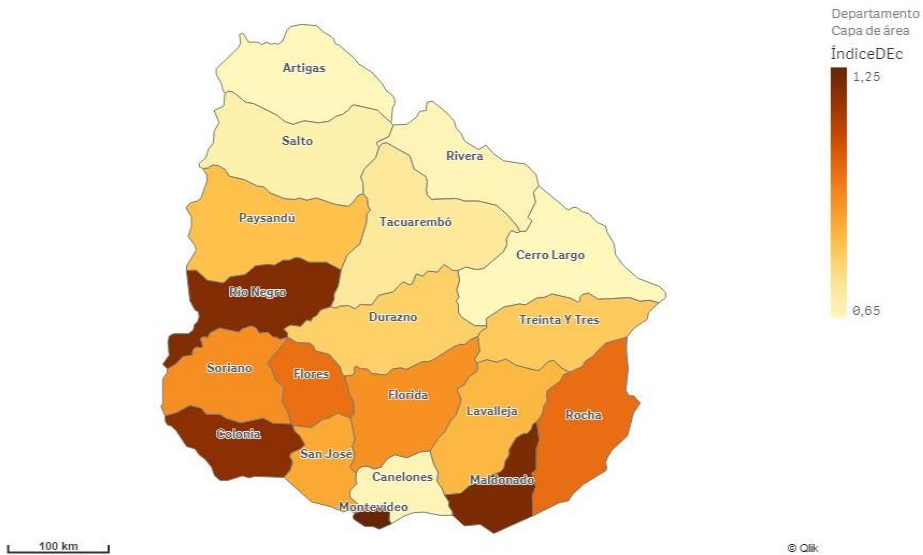 Departamento
Capa de área
ÍndiceDEc
1,25
0,65
Artigas
Salto
Rivera
Paysandú
Tacuarembó
Cerro Largo
Río Negro
Durazno
Treinta Y Tres
Soriano
Flores
Florida
Lavalleja
Rocha
Colonia
San José
Canelones
Maldonado
Montevideo
100 km
© Qlik